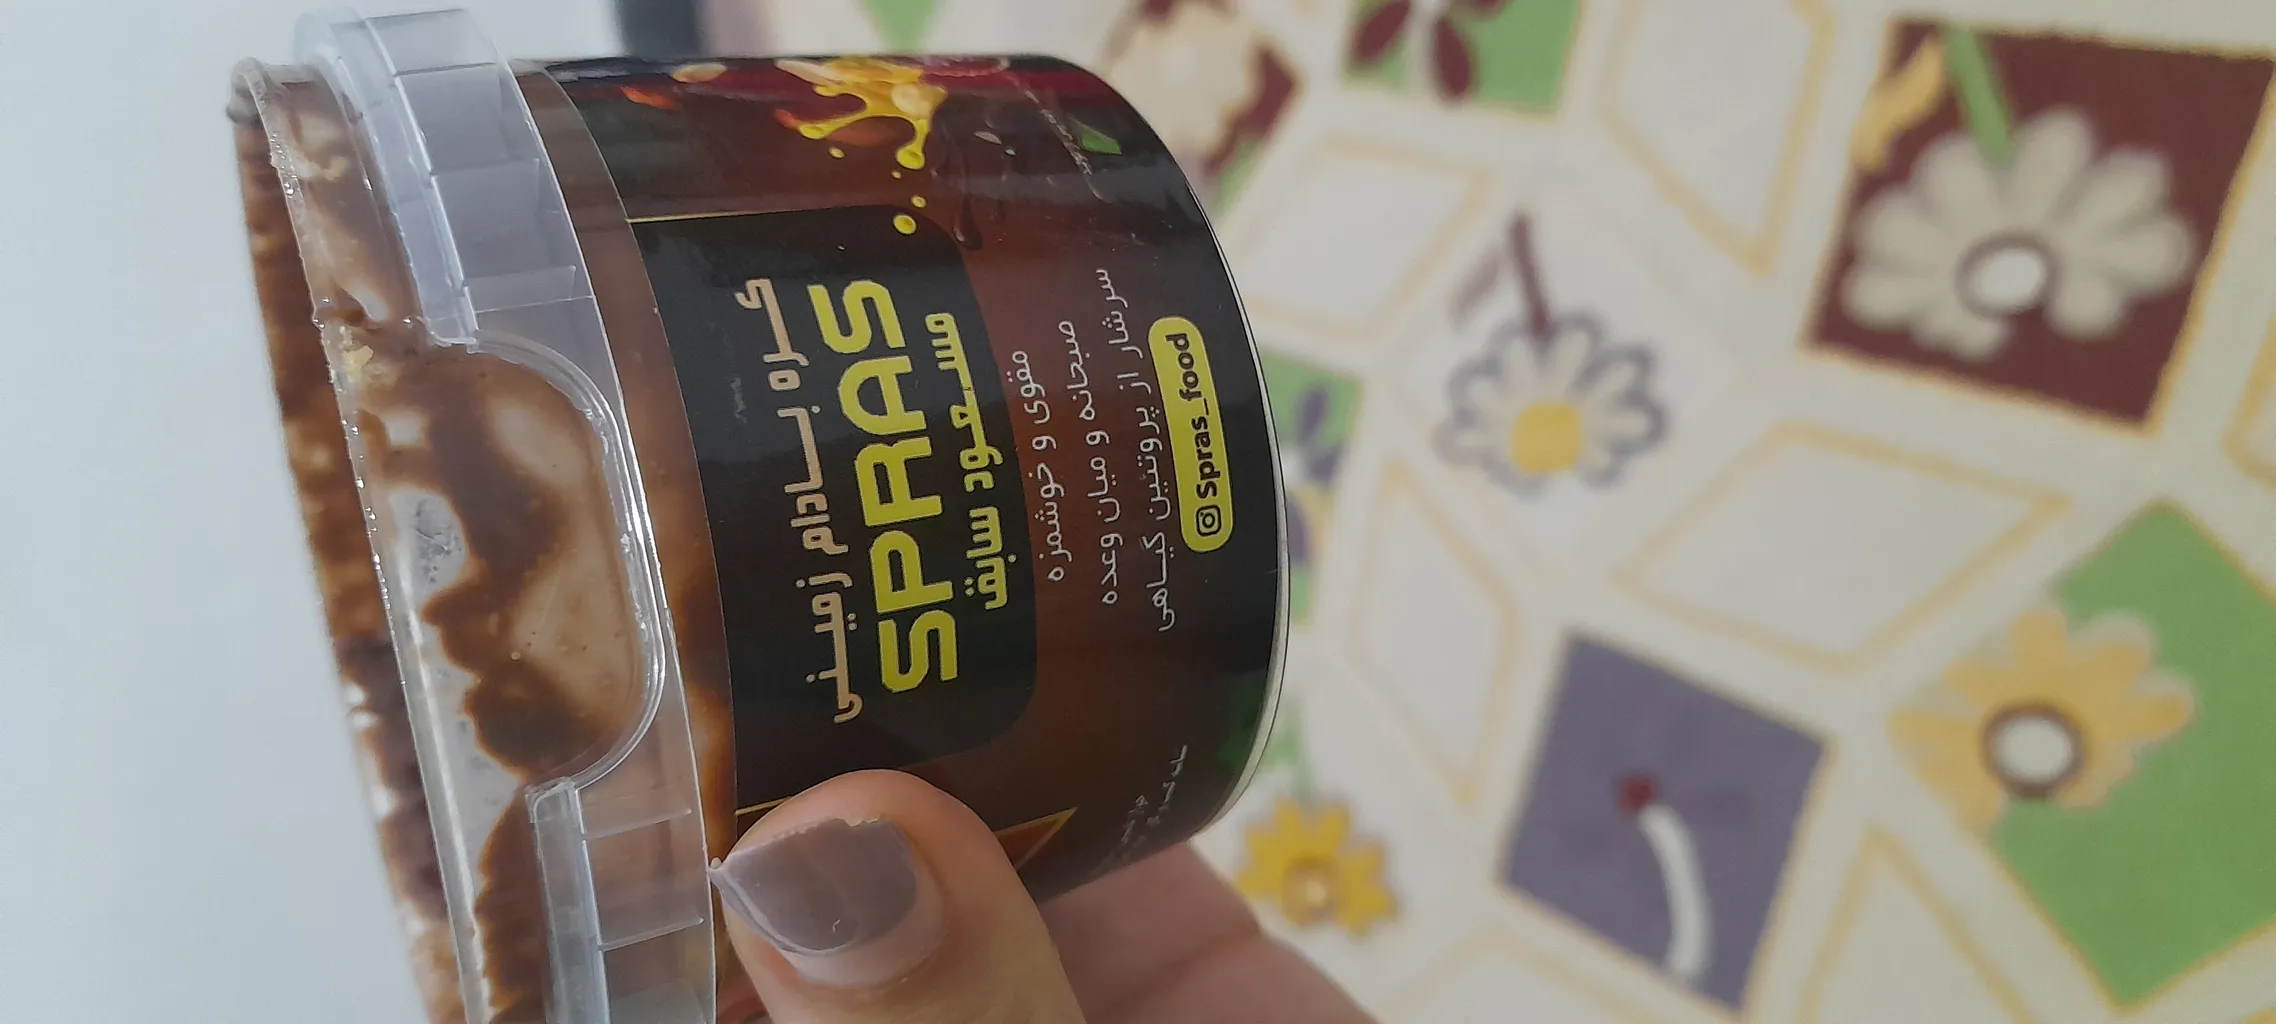 کره بادام زمینی
SPRAS
مسعود سابق
مقوی و خوشمزه
صبحانه و میان وعده
سرشار از پروتئین گیاهی
Spras_food